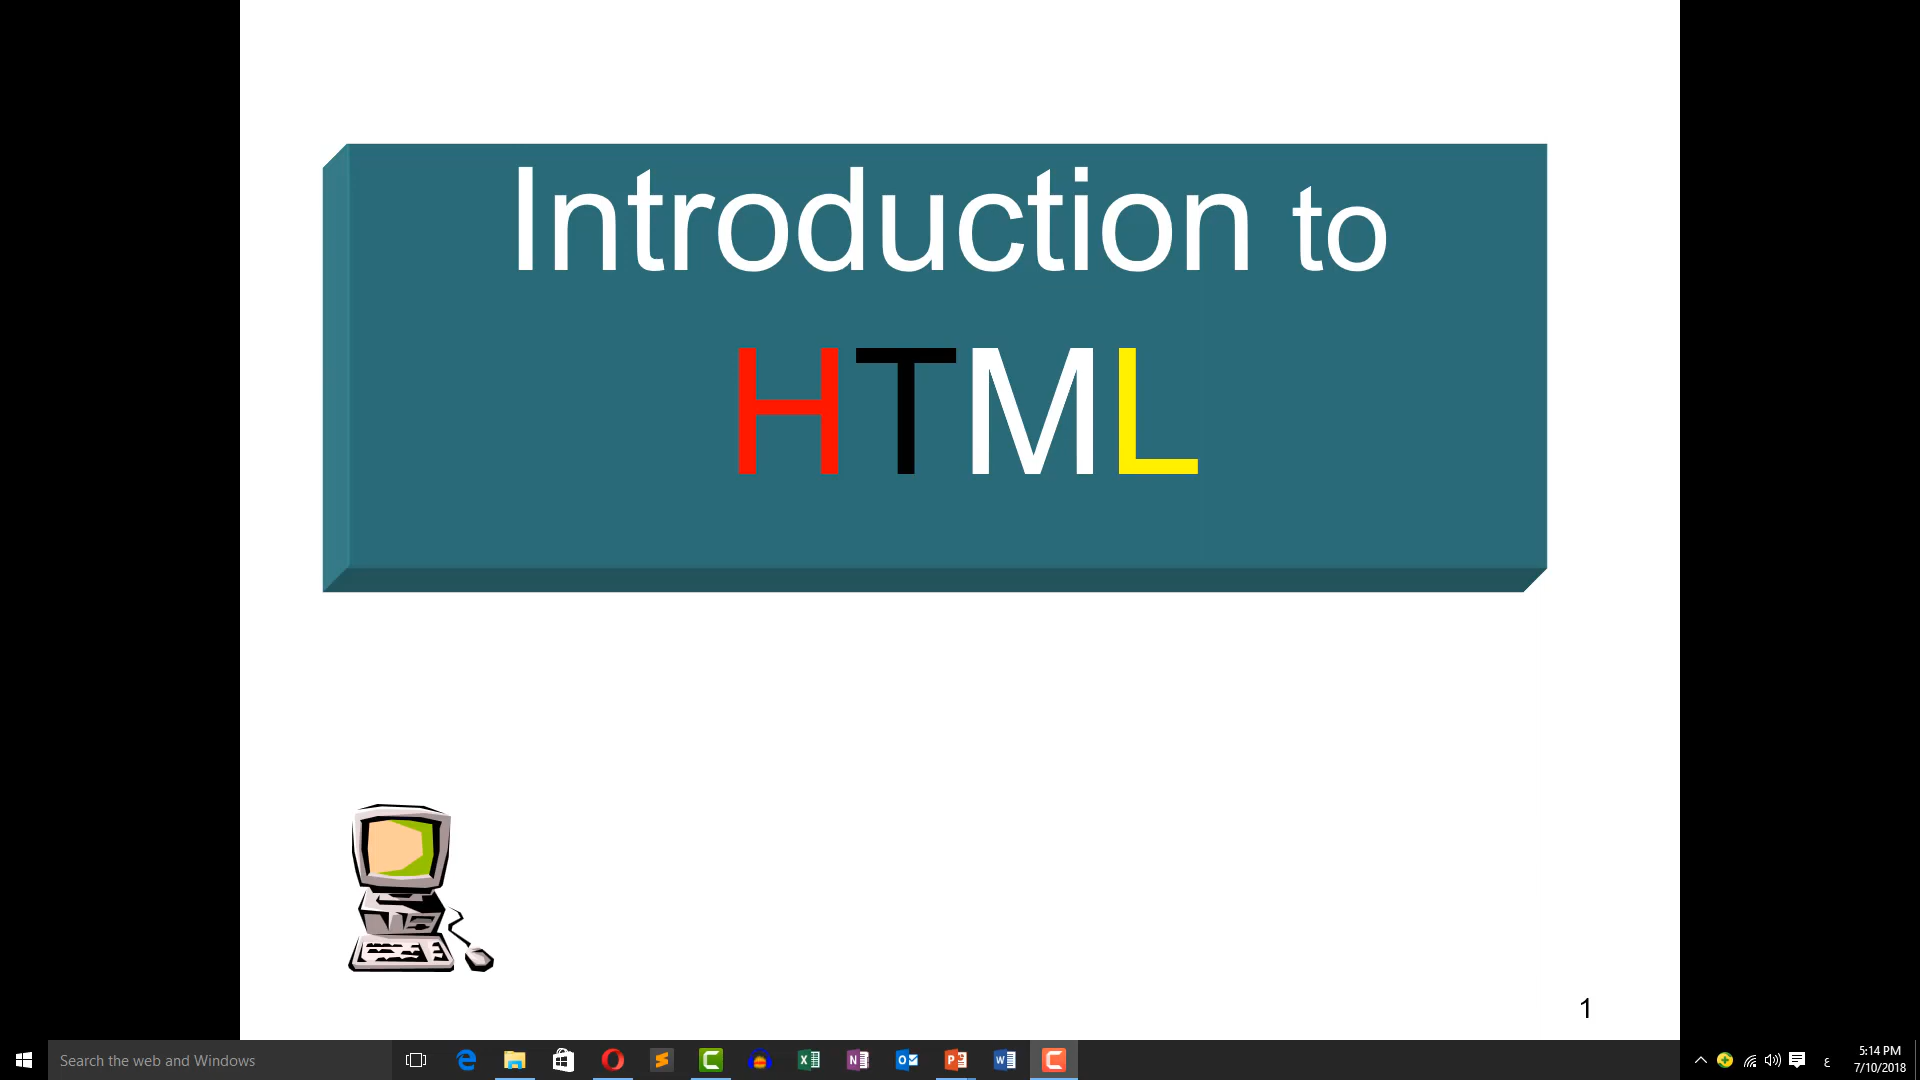 Introduction to
HTML
1
Search the web and Windows
ع
5:14 PM
7/10/2018